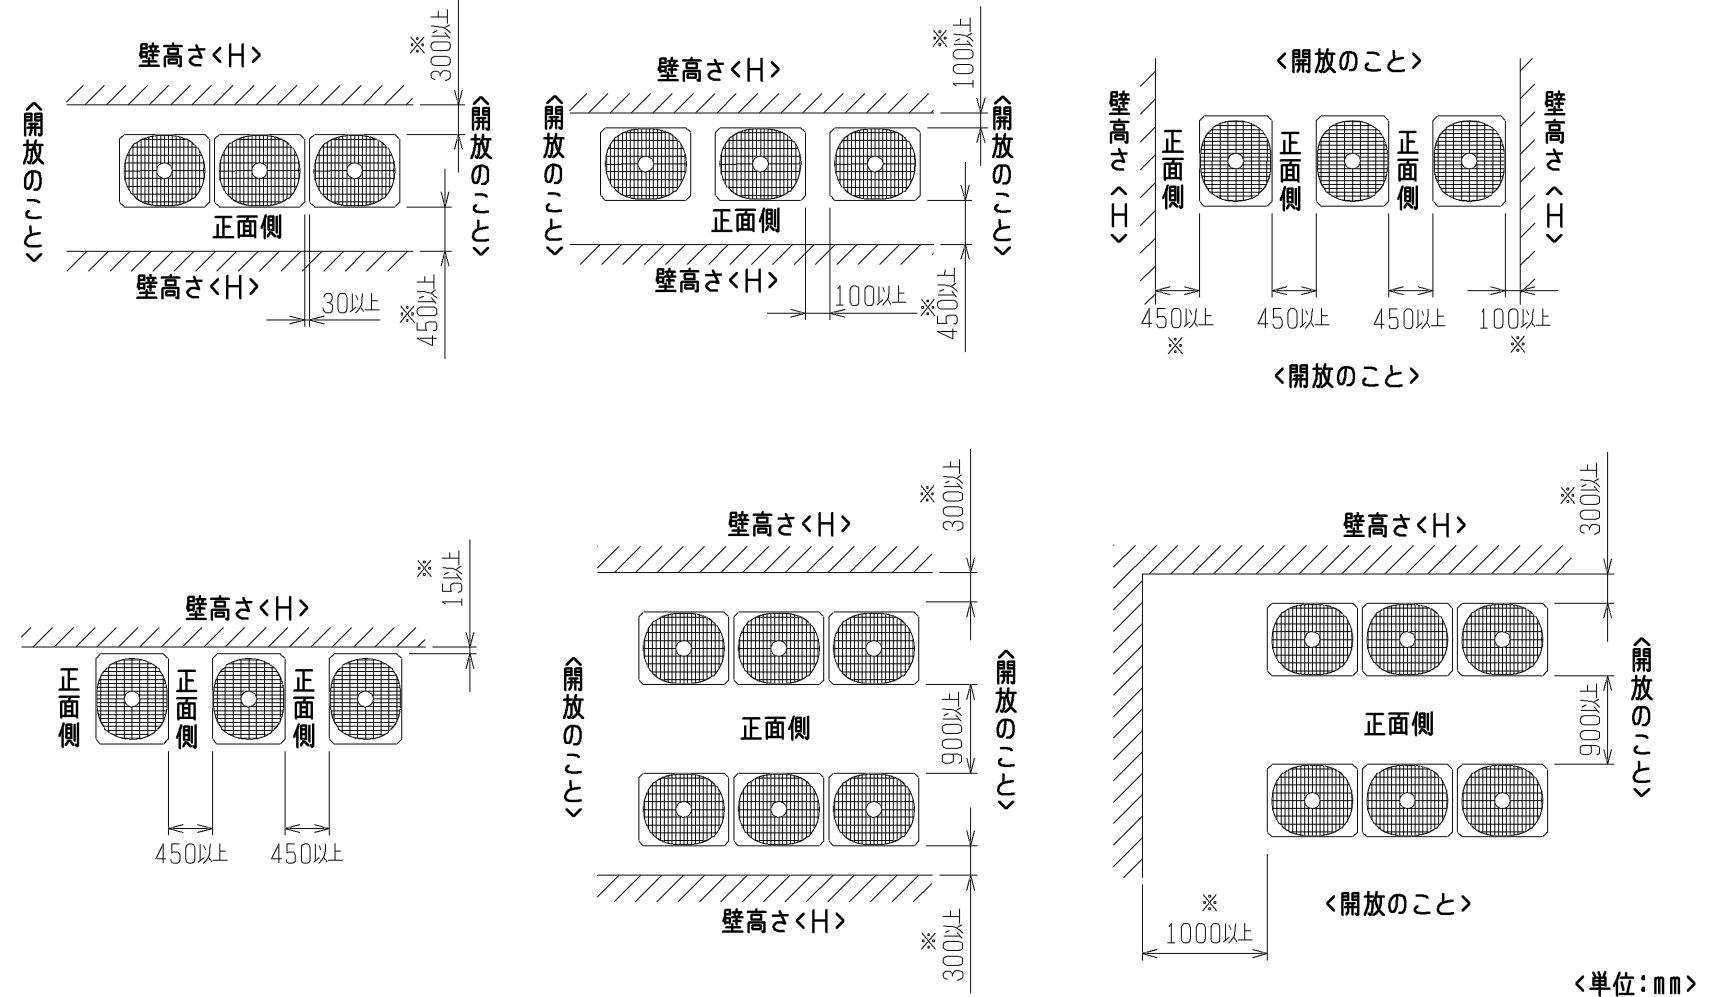 壁高さ<H>
※
300以上
<開放のこと>
正面側
<開放のこと>
壁高さ<H>
30以上
※
450以上
壁高さ<H>
※
100以上
<開放のこと>
正面側
<開放のこと>
壁高さ<H>
100以上
※
450以上
<開放のこと>
壁高さ<H>
正面側
正面側
正面側
壁高さ<H>
450以上
450以上
450以上
100以上
※
※
<開放のこと>
※
15以上
壁高さ<H>
正面側
正面側
正面側
450以上
450以上
※
300以上
壁高さ<H>
<開放のこと>
正面側
900以上
<開放のこと>
壁高さ<H>
※
300以上
※
300以上
壁高さ<H>
正面側
900以上
<開放のこと>
※
1000以上
<開放のこと>
<単位:mm>